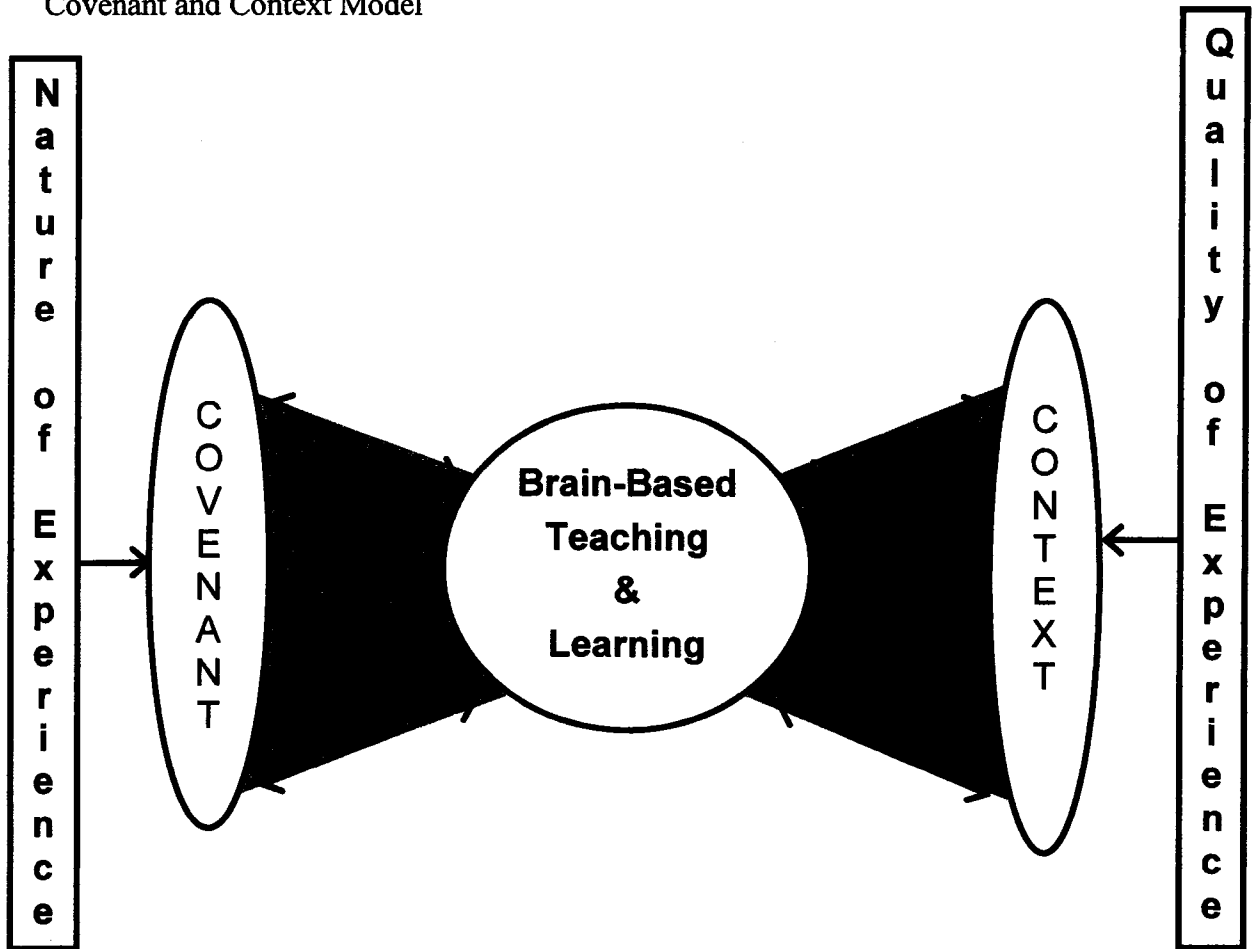 Covenant and Context Model
Nature of Experience
COVENANT
Brain-Based
Teaching
&
Learning
CONTEXT
Quality of Experience